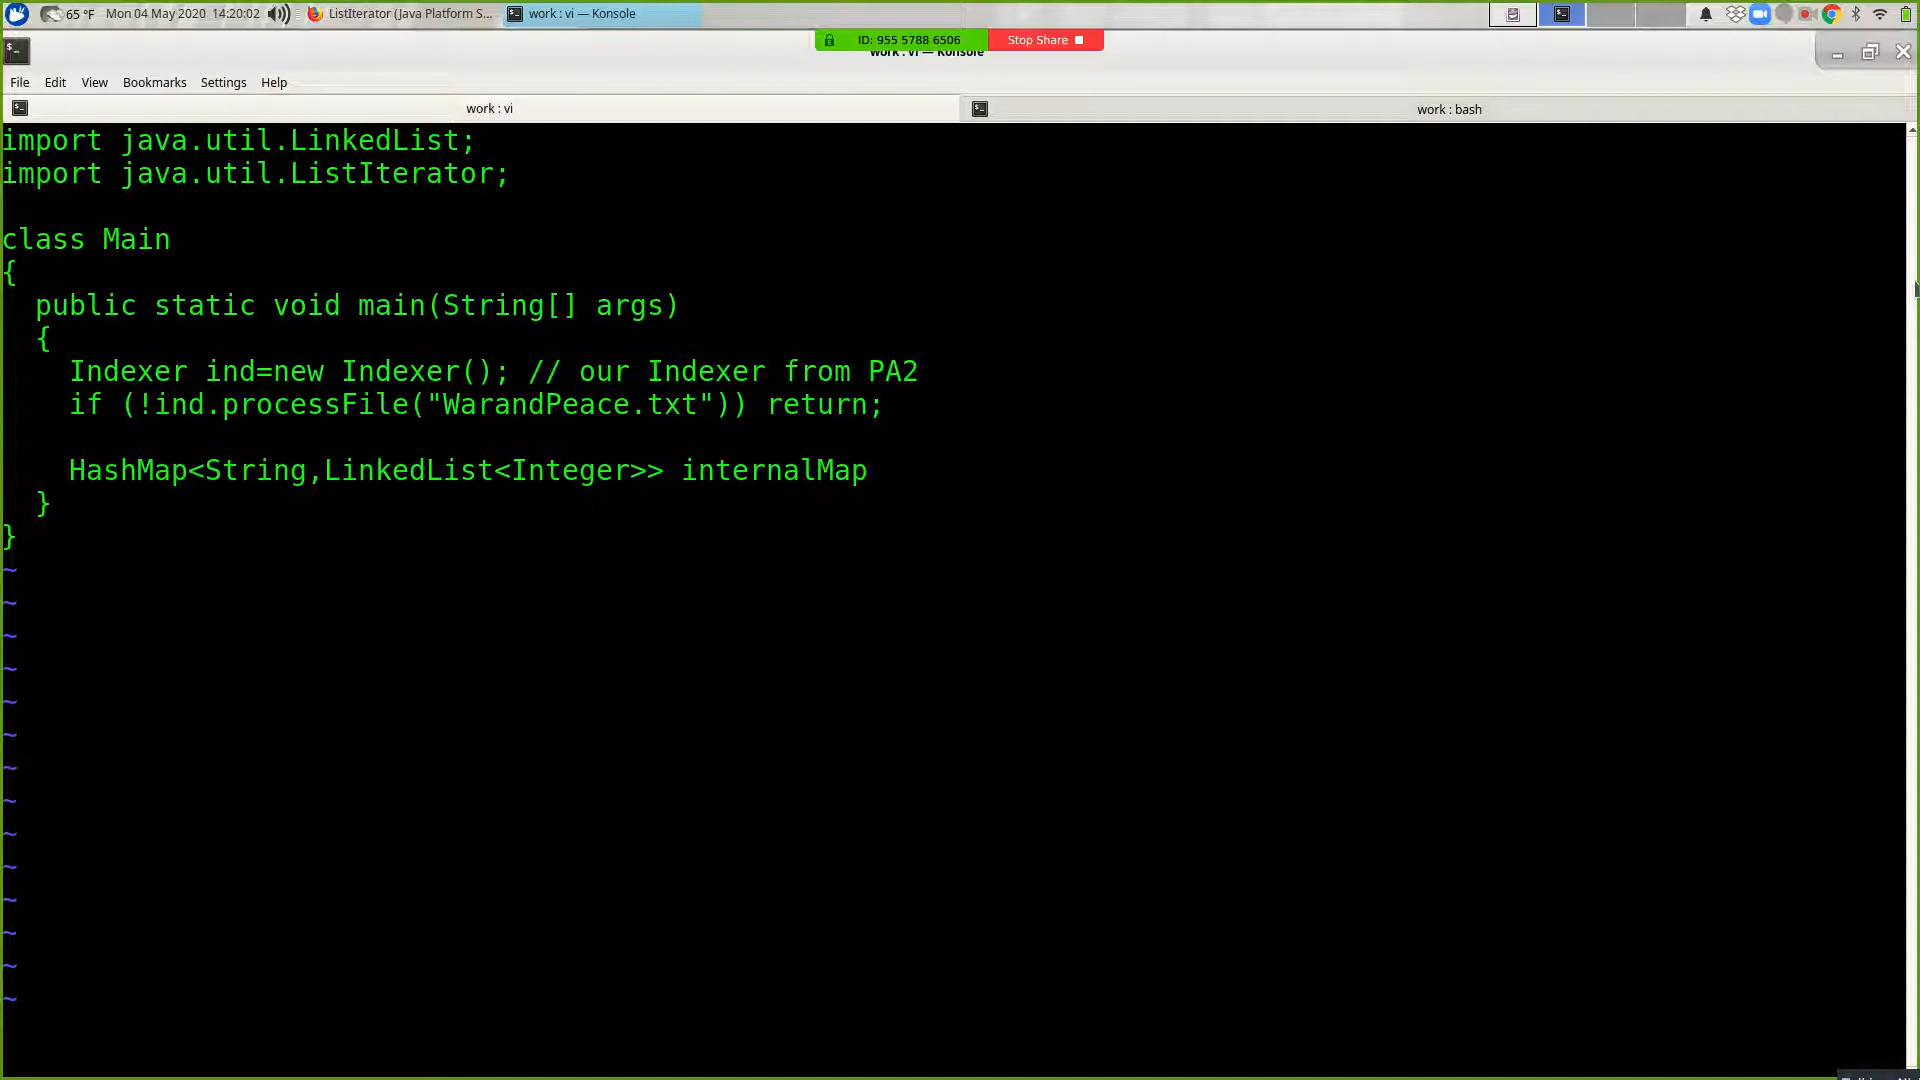 65 °F Mon 04 May 2020 14:20:02 ListIterator (Java Platform S... work : vi — Konsole
ID: 955 5788 6506 Stop Share
work : vi — Konsole
File Edit View Bookmarks Settings Help
work : vi work : bash
import java.util.LinkedList;
import java.util.ListIterator;
class Main
{
public static void main(String[] args)
{
Indexer ind=new Indexer(); // our Indexer from PA2
if (!ind.processFile("WarandPeace.txt")) return;
HashMap<String,LinkedList<Integer>> internalMap
}
}
~
~
~
~
~
~
~
~
~
~
~
~
~
~